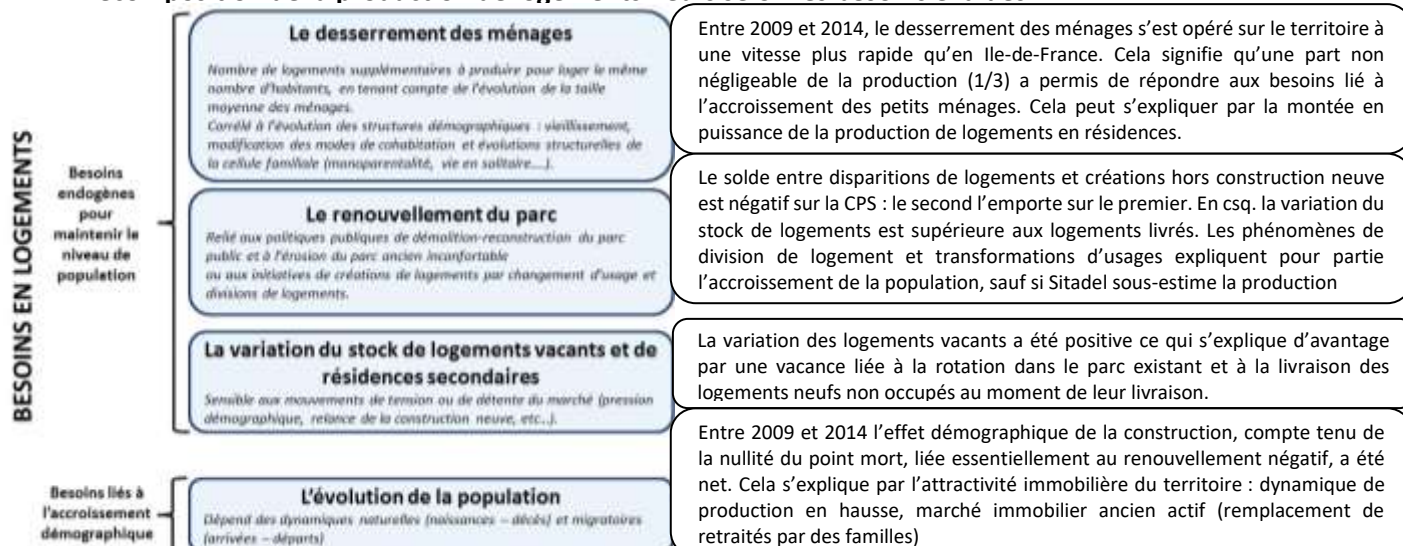 BESOINS EN LOGEMENTS
Besoins
endogènes
pour
maintenir le
niveau de
population
Le desserrement des ménages
Nombre de logements supplémentaires à produire pour loger le même
nombre d'habitants, en tenant compte de l'évolution de la taille
moyenne des ménages.
Corrélé à l'évolution des structures démographiques : vieillissement,
modification des modes de cohabitation et évolutions structurelles de
la cellule familiale (monoparentalité, vie en solitaire…).
Entre 2009 et 2014, le desserrement des ménages s’est opéré sur le territoire à
une vitesse plus rapide qu’en Ile-de-France. Cela signifie qu’une part non
négligeable de la production (1/3) a permis de répondre aux besoins lié à
l’accroissement des petits ménages. Cela peut s’expliquer par la montée en
puissance de la production de logements en résidences.
Le renouvellement du parc
Relié aux politiques publiques de démolition-reconstruction du parc
public et à l'érosion du parc ancien inconfortable
ou aux initiatives de créations de logements par changement d'usage et
divisions de logements.
Le solde entre disparitions de logements et créations hors construction neuve
est négatif sur la CPS : le second l’emporte sur le premier. En csq. la variation du
stock de logements est supérieure aux logements livrés. Les phénomènes de
division de logement et transformations d’usages expliquent pour partie
l’accroissement de la population, sauf si Sitadel sous-estime la production
La variation du stock de logements vacants et de
résidences secondaires
Sensible aux mouvements de tension ou de détente du marché (pression
démographique, relance de la construction neuve, etc…).
La variation des logements vacants a été positive ce qui s’explique d’avantage
par une vacance liée à la rotation dans le parc existant et à la livraison des
logements neufs non occupés au moment de leur livraison.
Besoins liés à
l'accroissement
démographique
L'évolution de la population
Dépend des dynamiques naturelles (naissances – décès) et migratoires
(arrivées – départs)
Entre 2009 et 2014 l’effet démographique de la construction, compte tenu de
la nullité du point mort, liée essentiellement au renouvellement négatif, a été
net. Cela s’explique par l’attractivité immobilière du territoire : dynamique de
production en hausse, marché immobilier ancien actif (remplacement de
retraités par des familles)